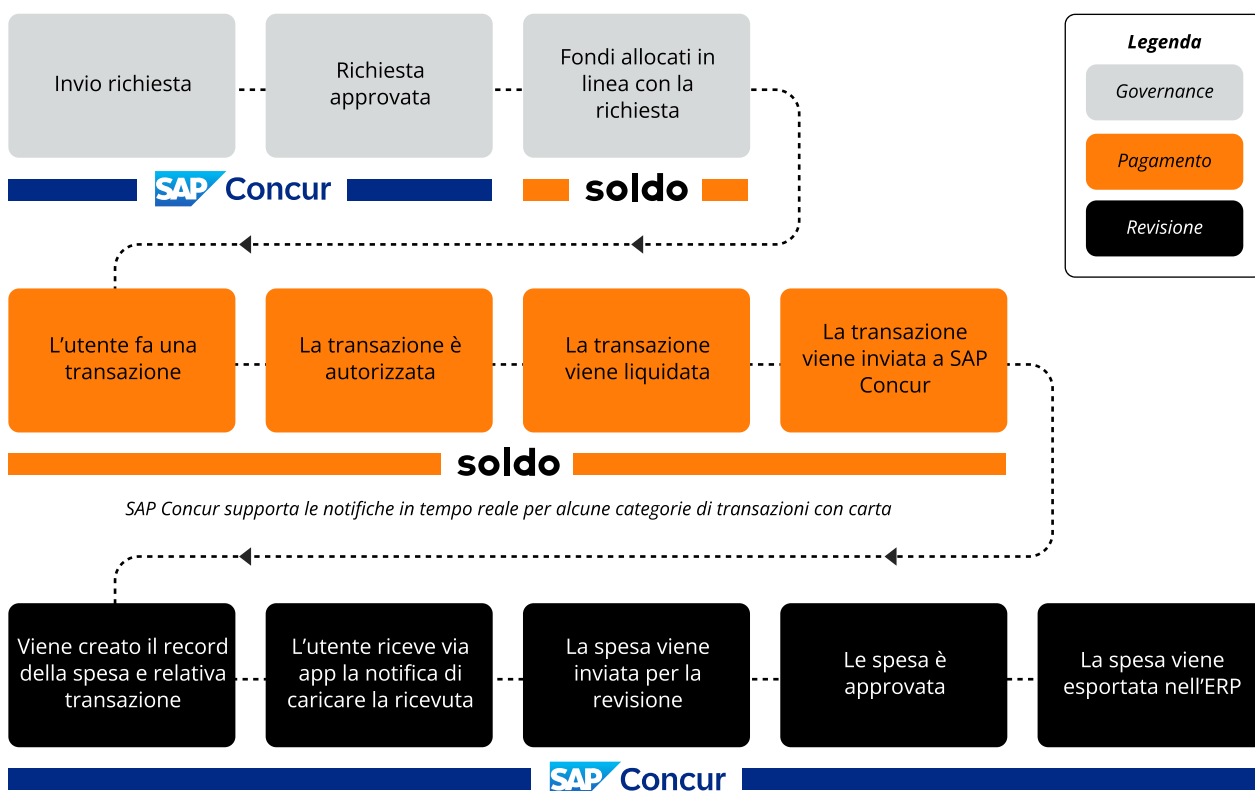 Invio richiesta
Richiesta
approvata
Fondi allocati in
linea con la
richiesta
Legenda
Governance
Pagamento
Revisione
SAP Concur
soldo
L'utente fa una
transazione
La transazione è
autorizzata
La transazione
viene liquidata
La transazione
viene inviata a SAP
Concur
soldo
SAP Concur supporta le notifiche in tempo reale per alcune categorie di transazioni con carta
Viene creato il record
della spesa e relativa
transazione
L'utente riceve via
app la notifica di
caricare la ricevuta
La spesa viene
inviata per la
revisione
Le spesa è
approvata
La spesa viene
esportata nell'ERP
SAP Concur